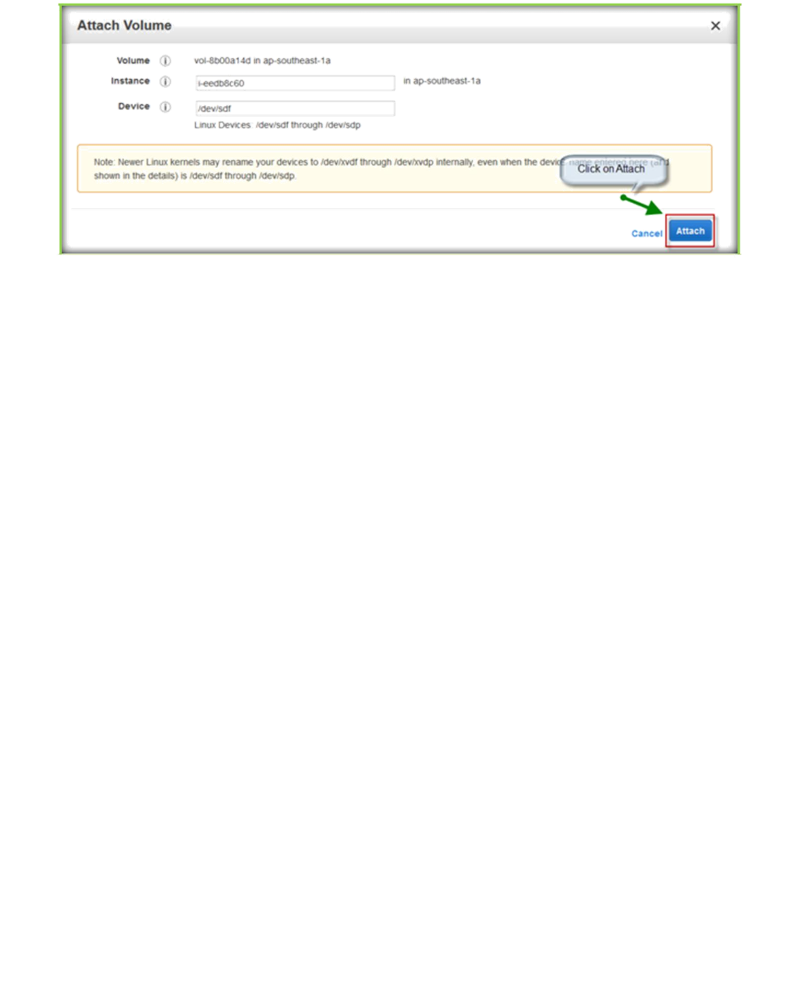 Attach Volume
Volume vol-8b00a14d in ap-southeast-1a
Instance i-eedb8c60 in ap-southeast-1a
Device /dev/sdf
Linux Devices: /dev/sdf through /dev/sdp
Note: Newer Linux kernels may rename your devices to /dev/xvdf through /dev/xvdp internally, even when the device name entered here (and
shown in the details) is /dev/sdf through /dev/sdp.
Click on Attach
Cancel Attach